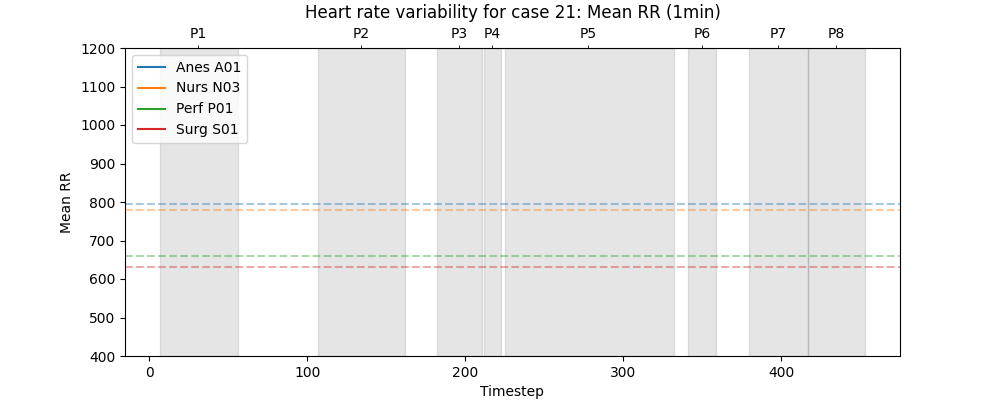 Heart rate variability for case 21: Mean RR (1min)
P1 P2 P3 P4 P5 P6 P7 P8
1200
1100
1000
900
800
700
600
500
400
Mean RR
Anes A01
Nurs N03
Perf P01
Surg S01
0 100 200 300 400
Timestep